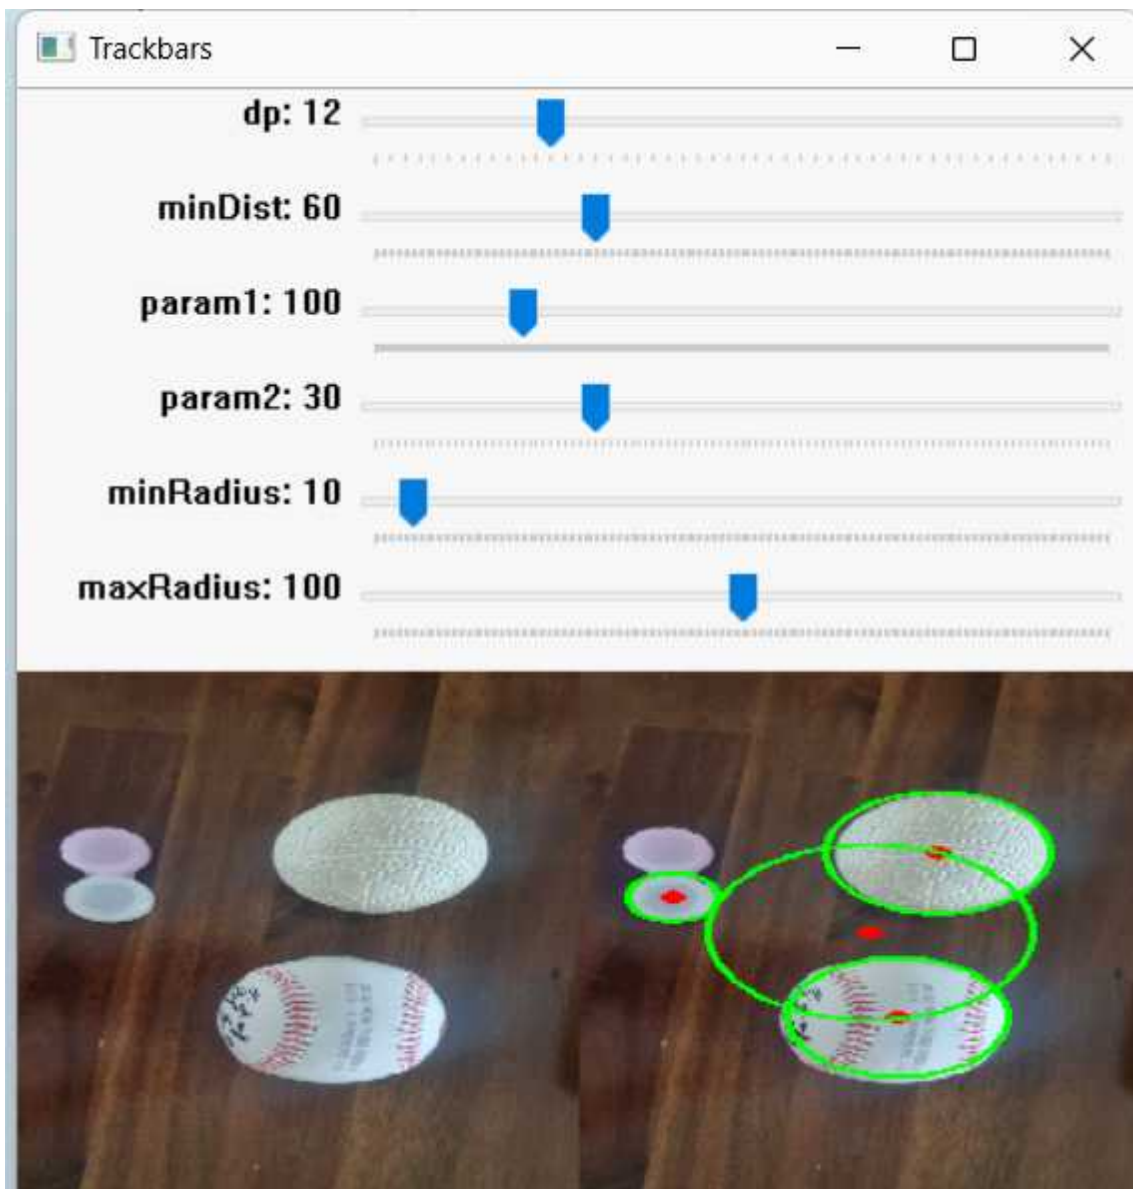 Trackbars
dp: 12
minDist: 60
param1: 100
param2: 30
minRadius: 10
maxRadius: 100